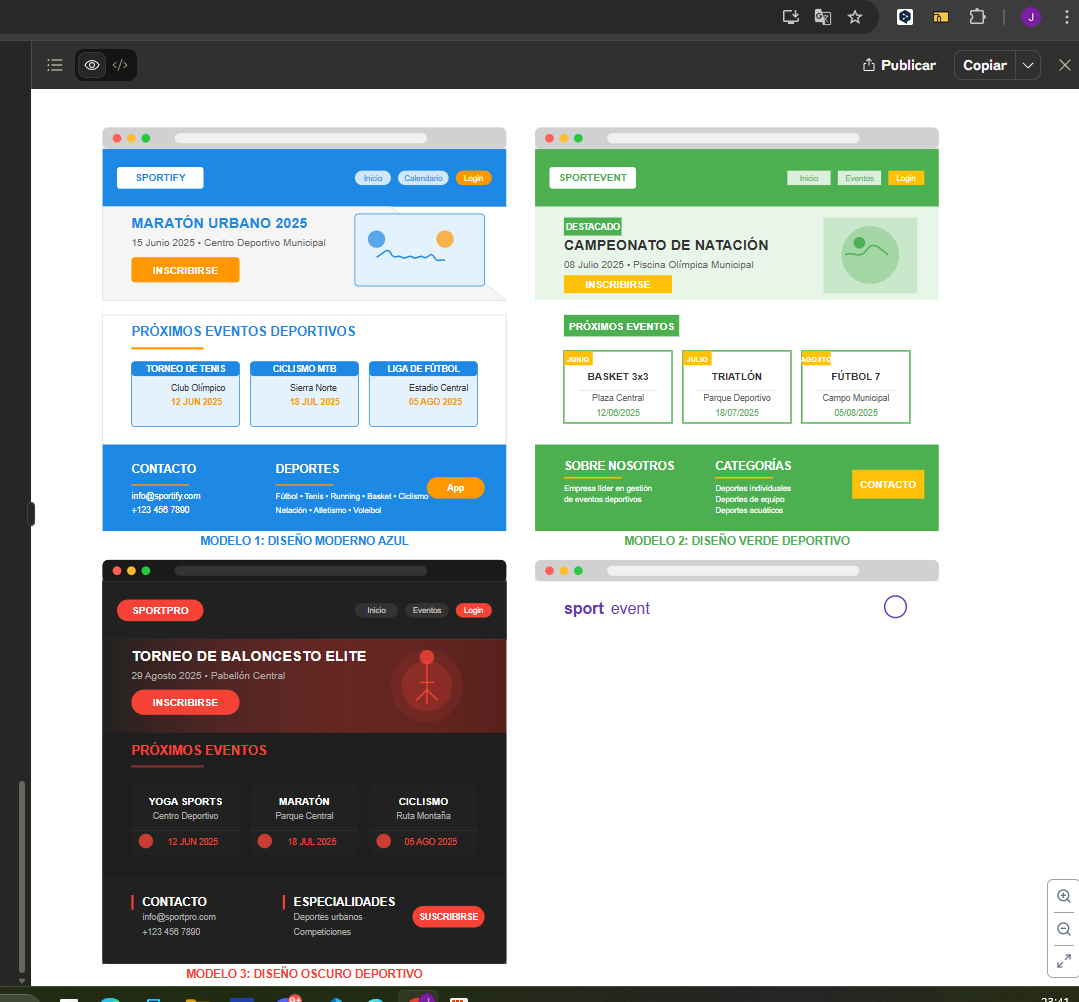 J
Publicar
Copiar
SPORTIFY
Inicio
Calendario
Login
MARATÓN URBANO 2025
15 Junio 2025 • Centro Deportivo Municipal
INSCRIBIRSE
PRÓXIMOS EVENTOS DEPORTIVOS
TORNEO DE TENIS
Club Olímpico
12 JUN 2025
CICLISMO MTB
Sierra Norte
18 JUL 2025
LIGA DE FÚTBOL
Estadio Central
05 AGO 2025
CONTACTO
info@sportify.com
+123 456 7890
DEPORTES
Fútbol • Tenis • Running • Basket • Ciclismo
Natación • Atletismo • Voleibol
App
MODELO 1: DISEÑO MODERNO AZUL
SPORTEVENT
Inicio
Eventos
Login
DESTACADO
CAMPEONATO DE NATACIÓN
08 Julio 2025 • Piscina Olímpica Municipal
INSCRIBIRSE
PRÓXIMOS EVENTOS
JUNIO
BASKET 3x3
Plaza Central
12/06/2025
JULIO
TRIATLÓN
Parque Deportivo
18/07/2025
AGOSTO
FÚTBOL 7
Campo Municipal
05/08/2025
SOBRE NOSOTROS
Empresa líder en gestión
de eventos deportivos
CATEGORÍAS
Deportes individuales
Deportes de equipo
Deportes acuáticos
CONTACTO
MODELO 2: DISEÑO VERDE DEPORTIVO
SPORTPRO
Inicio
Eventos
Login
TORNEO DE BALONCESTO ELITE
29 Agosto 2025 • Pabellón Central
INSCRIBIRSE
PRÓXIMOS EVENTOS
YOGA SPORTS
Centro Deportivo
12 JUN 2025
MARATÓN
Parque Central
18 JUL 2025
CICLISMO
Ruta Montaña
05 AGO 2025
CONTACTO
info@sportpro.com
+123 456 7890
ESPECIALIDADES
Deportes urbanos
Competiciones
SUSCRIBIRSE
MODELO 3: DISEÑO OSCURO DEPORTIVO
sport event